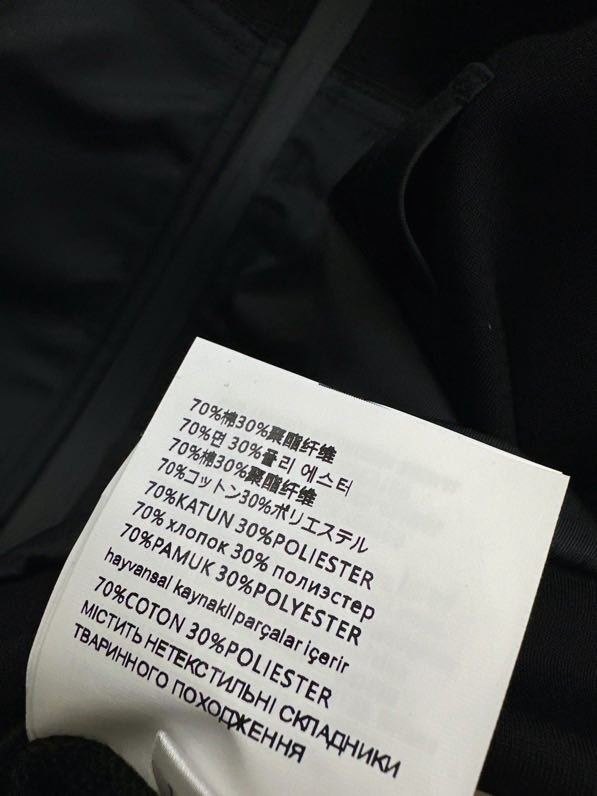 70%棉30%聚酯纤维
70%면 30%폴리 에스터
70%棉30%聚酯纤维
70%コットン30%ポリエステル
70%KATUN 30%POLIESTER
70% хлопок 30% полиэстер
70%PAMUK 30%POLYESTER
hayvansal kaynakli parçalar içerir
70%COTON 30%POLIESTER
МІСТИТЬ НЕТЕКСТИЛЬНІ СКЛАДНИКИ
ТВАРИННОГО ПОХОДЖЕННЯ